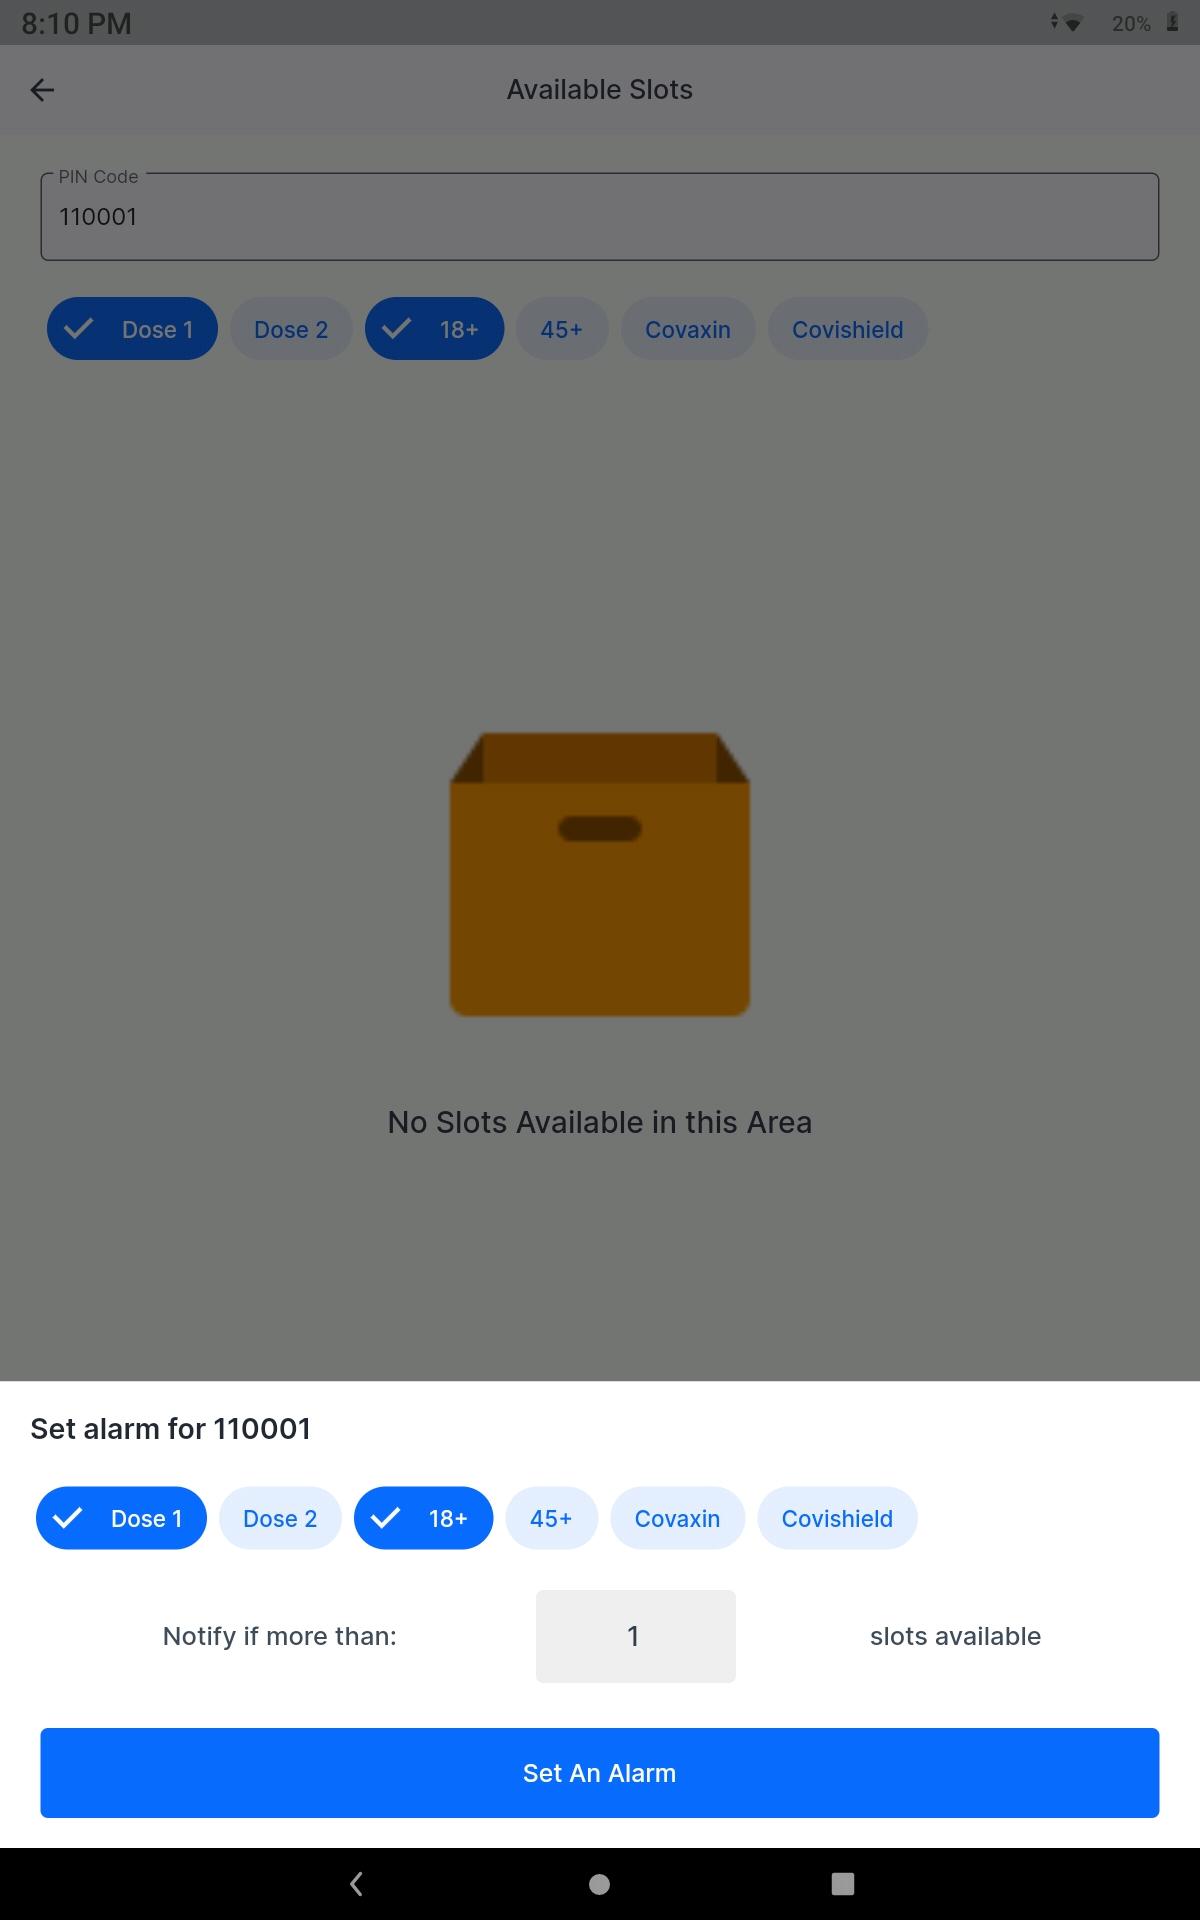 8:10 PM 20%
Available Slots
PIN Code
110001
Dose 1 Dose 2 18+ 45+ Covaxin Covishield
No Slots Available in this Area
Set alarm for 110001
Dose 1 Dose 2 18+ 45+ Covaxin Covishield
Notify if more than: 1 slots available
Set An Alarm